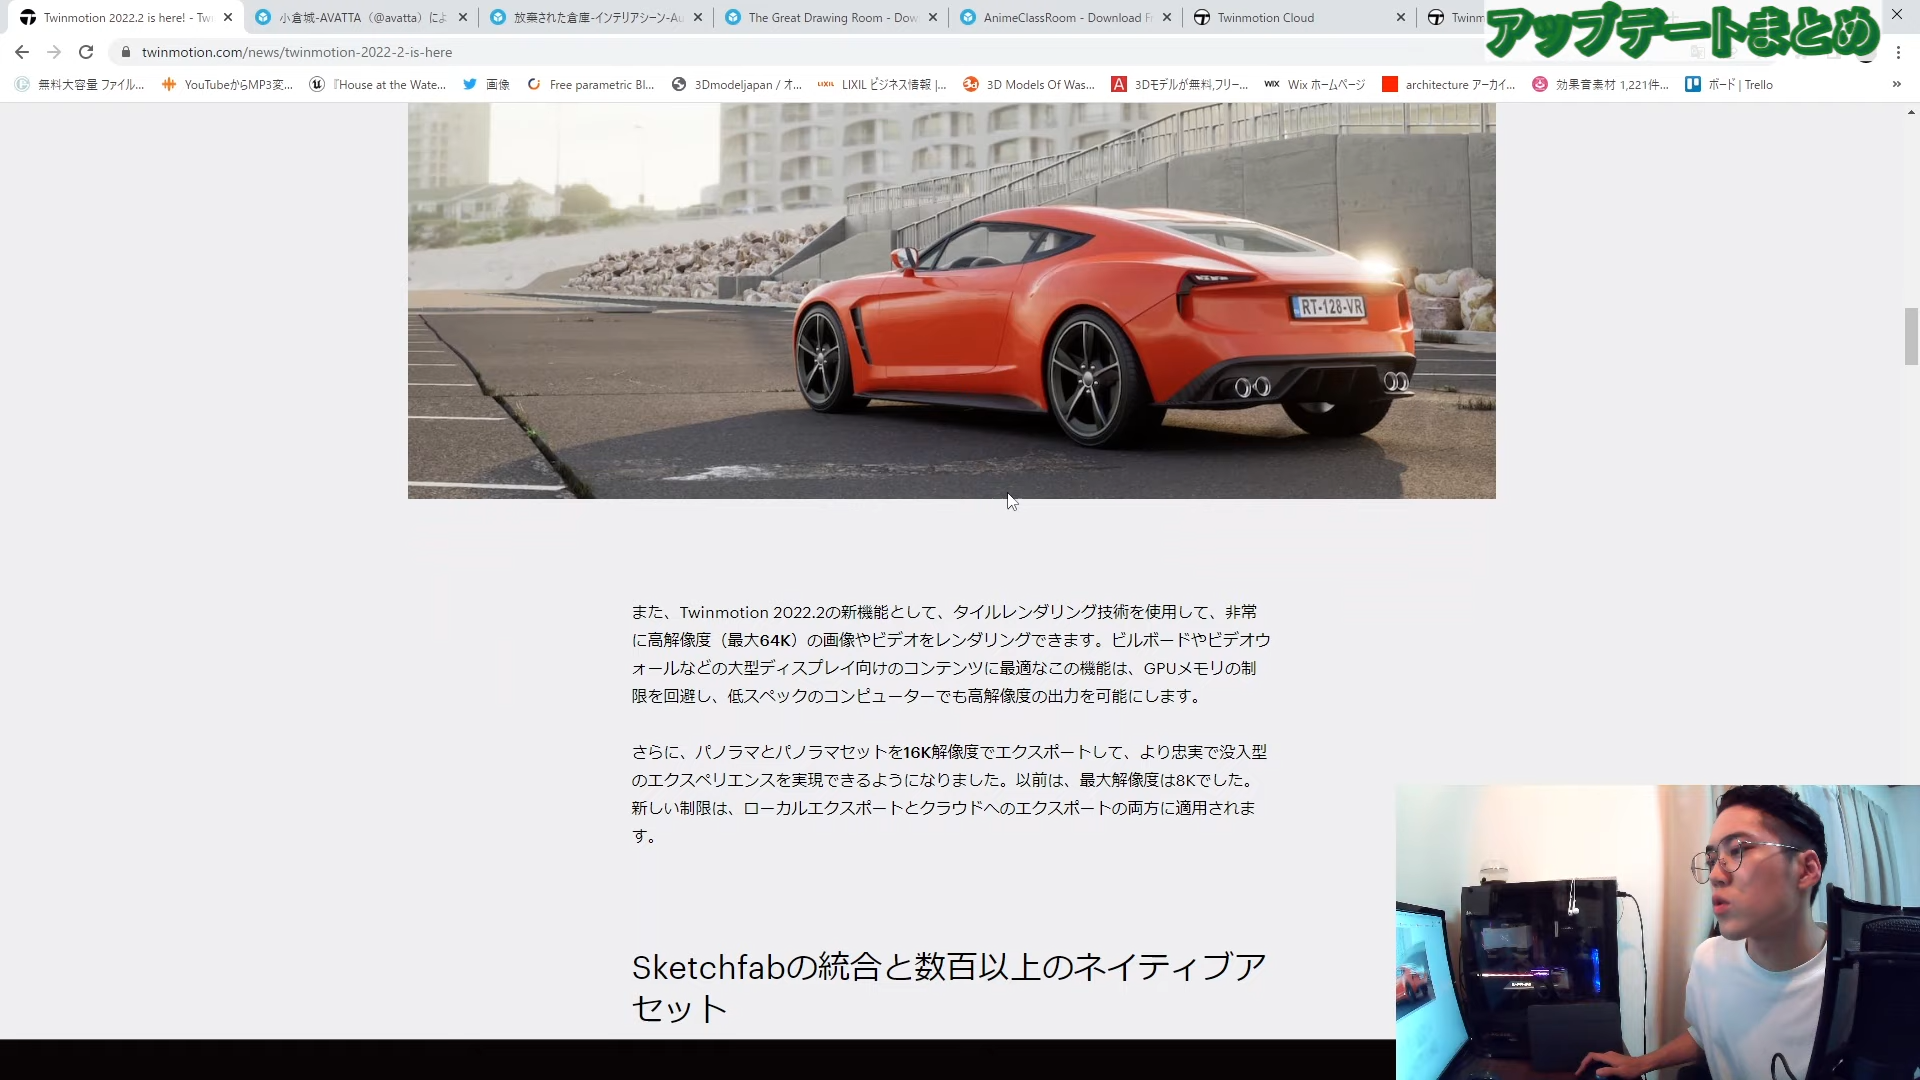 Twinmotion 2022.2 is here! - Tw
小倉城-AVATTA（@avatta）によ
放棄された倉庫-インテリアシーン-Au
The Great Drawing Room - Dow
AnimeClassRoom - Download Fr
Twinmotion Cloud
Twinm
アップデートまとめ
twinmotion.com/news/twinmotion-2022-2-is-here
無料大容量 ファイル...
YouTubeからMP3変...
『House at the Wate...
画像
Free parametric BI...
3Dmodeljapan / オ...
LIXIL
LIXIL ビジネス情報 |...
3D Models Of Was...
3Dモデルが無料,フリー...
WIX
Wix ホームページ
architecture アーカイ...
効果音素材 1,221件...
ボード | Trello
RT-128-VR
また、Twinmotion 2022.2の新機能として、タイルレンダリング技術を使用して、非常
に高解像度（最大64K）の画像やビデオをレンダリングできます。ビルボードやビデオウ
ォールなどの大型ディスプレイ向けのコンテンツに最適なこの機能は、GPUメモリの制
限を回避し、低スペックのコンピューターでも高解像度の出力を可能にします。
さらに、パノラマとパノラマセットを16K解像度でエクスポートして、より忠実で没入型
のエクスペリエンスを実現できるようになりました。以前は、最大解像度は8Kでした。
新しい制限は、ローカルエクスポートとクラウドへのエクスポートの両方に適用されま
す。
Sketchfabの統合と数百以上のネイティブア
セット